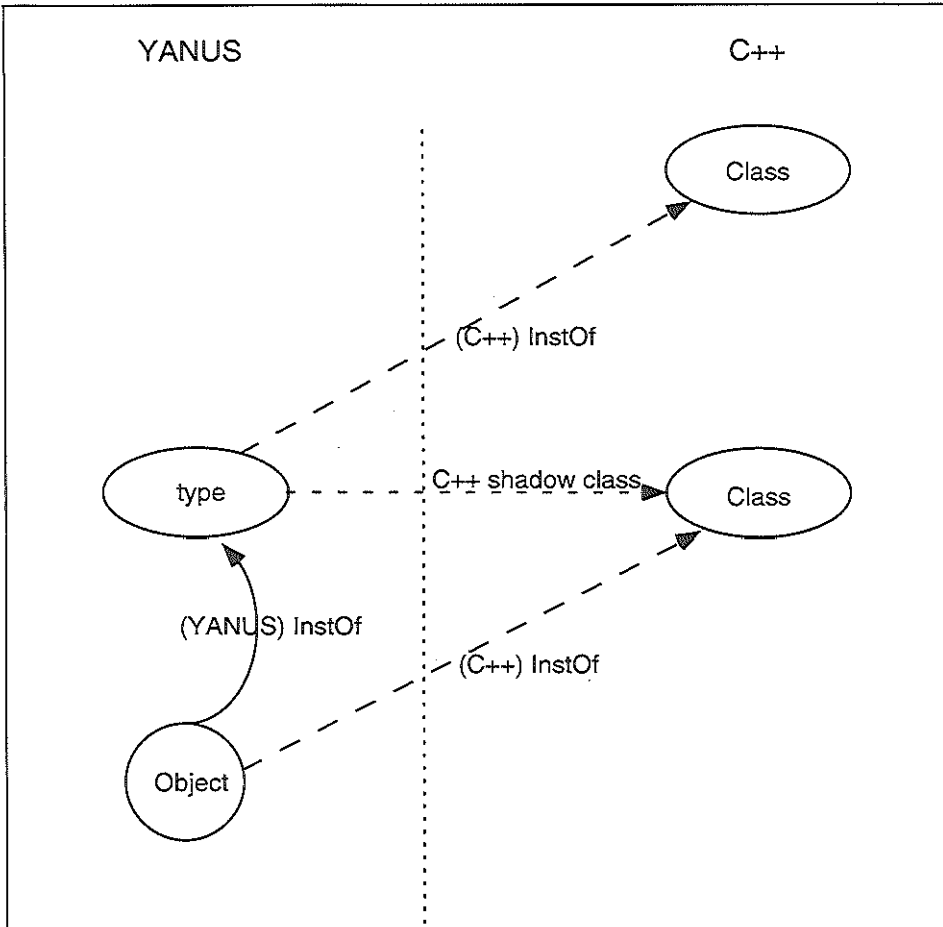 YANUS
C++
Class
(C++) InstOf
type
C++ shadow class
Class
(YANUS) InstOf
(C++) InstOf
Object